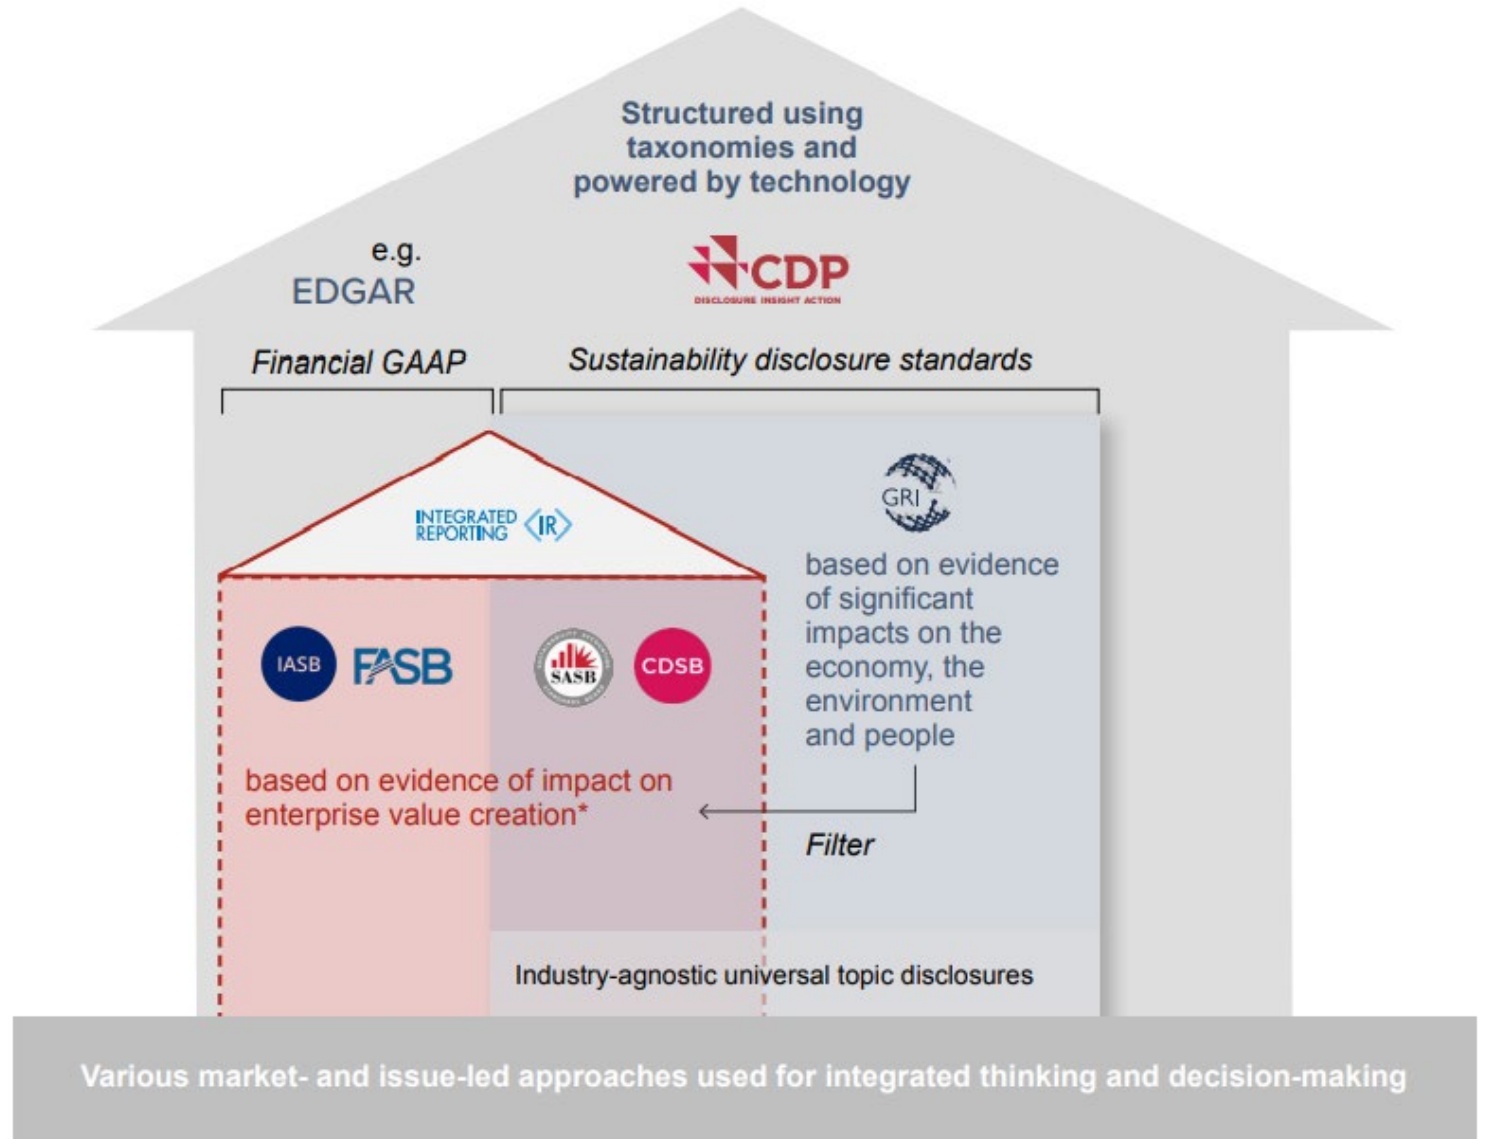 Structured using
taxonomies and
powered by technology
e.g.
EDGAR
CDP
DISCLOSURE INSIGHT ACTION
Financial GAAP
Sustainability disclosure standards
INTEGRATED
REPORTING
<IR>
GRI
based on evidence
of significant
impacts on the
economy, the
environment
and people
IASB
FASB
SASB
CDSB
based on evidence of impact on
enterprise value creation*
Filter
Industry-agnostic universal topic disclosures
Various market- and issue-led approaches used for integrated thinking and decision-making